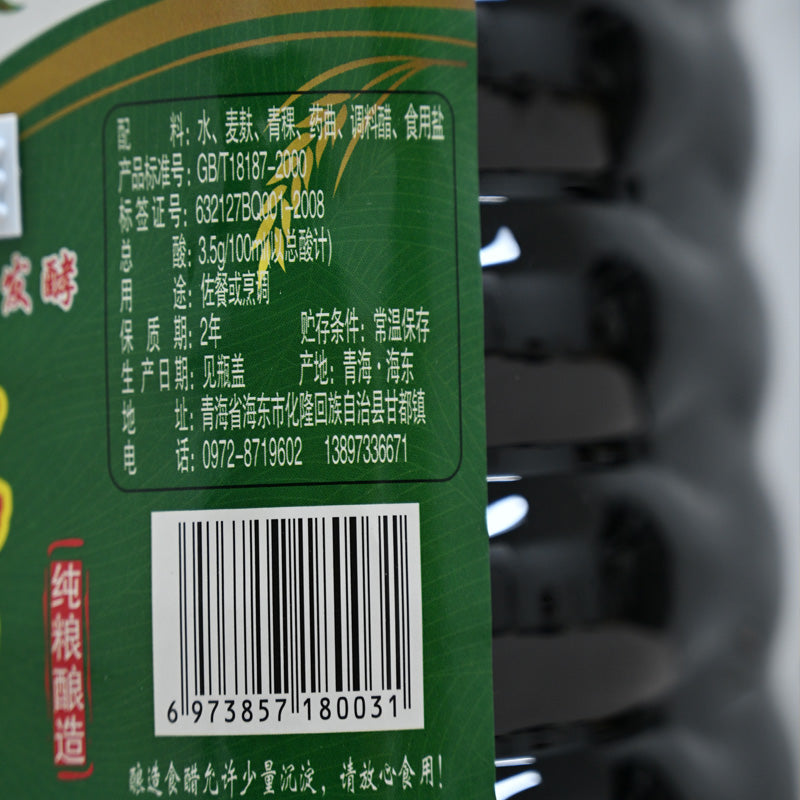 配料：水、麦麸、青稞、药曲、调料醋、食用盐
产品标准号：GB/T18187-2000
标签证号：632127BQ001-2008
总酸：3.5g/100ml(以总酸计)
用途：佐餐或烹调
保质期：2年 贮存条件：常温保存
生产日期：见瓶盖 产地：青海·海东
地址：青海省海东市化隆回族自治县甘都镇
电话：0972-8719602 13897336671
发酵
纯粮酿造
6 973857 180031
酿造食醋允许少量沉淀，请放心食用！